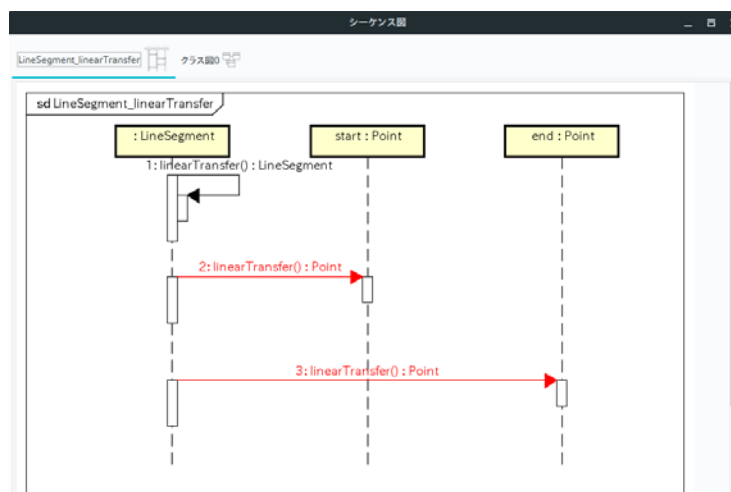 シーケンス図
LineSegment_linearTransfer
クラス図0
sd LineSegment_linearTransfer
: LineSegment
start : Point
end : Point
1: linearTransfer() : LineSegment
2: linearTransfer() : Point
3: linearTransfer() : Point